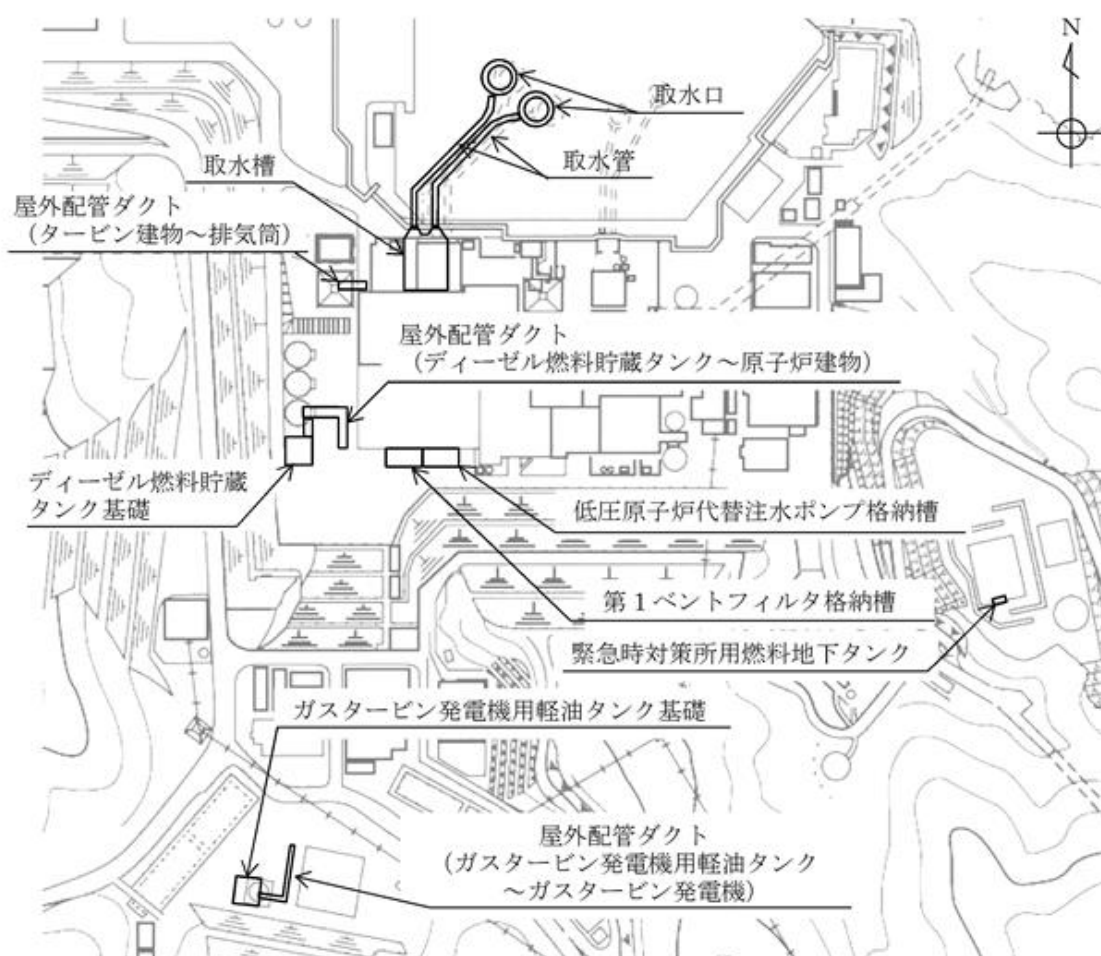 N
取水口
取水管
取水槽
屋外配管ダクト
（タービン建物～排気筒）
屋外配管ダクト
（ディーゼル燃料貯蔵タンク～原子炉建物）
ディーゼル燃料貯蔵
タンク基礎
低圧原子炉代替注水ポンプ格納槽
第１ベントフィルタ格納槽
緊急時対策所用燃料地下タンク
ガスタービン発電機用軽油タンク基礎
屋外配管ダクト
（ガスタービン発電機用軽油タンク
～ガスタービン発電機）